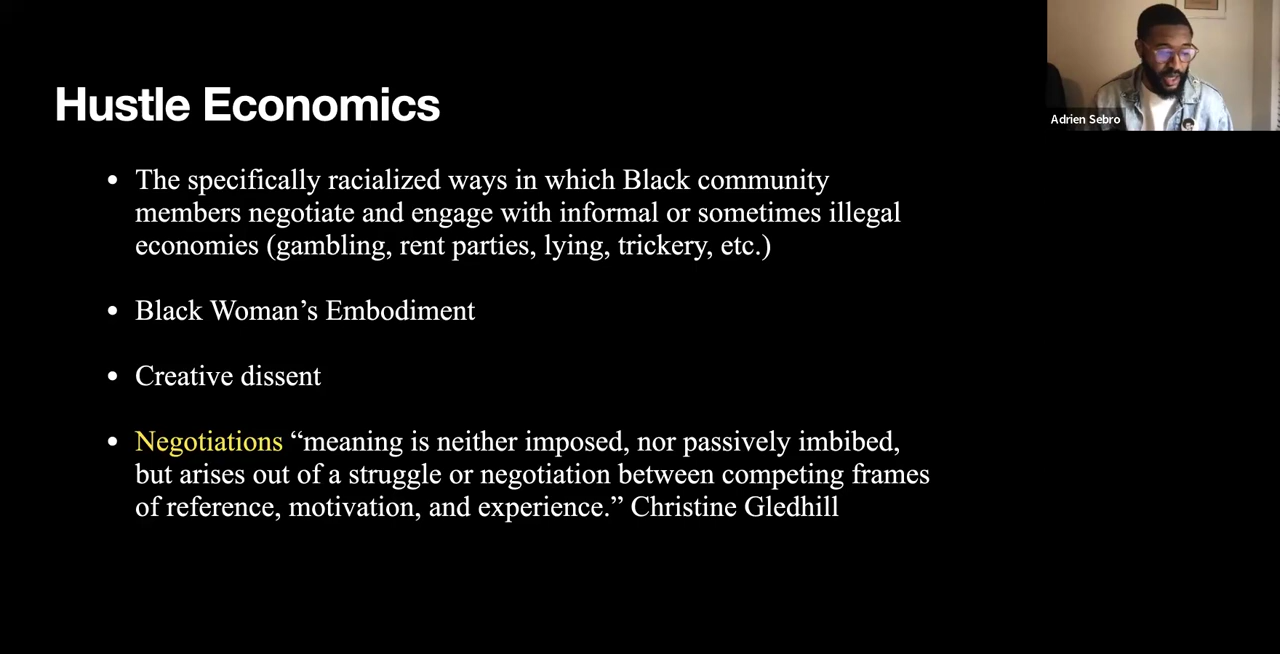 Hustle Economics
Adrien Sebro
• The specifically racialized ways in which Black community
members negotiate and engage with informal or sometimes illegal
economies (gambling, rent parties, lying, trickery, etc.)
• Black Woman’s Embodiment
• Creative dissent
• Negotiations “meaning is neither imposed, nor passively imbibed,
but arises out of a struggle or negotiation between competing frames
of reference, motivation, and experience.” Christine Gledhill